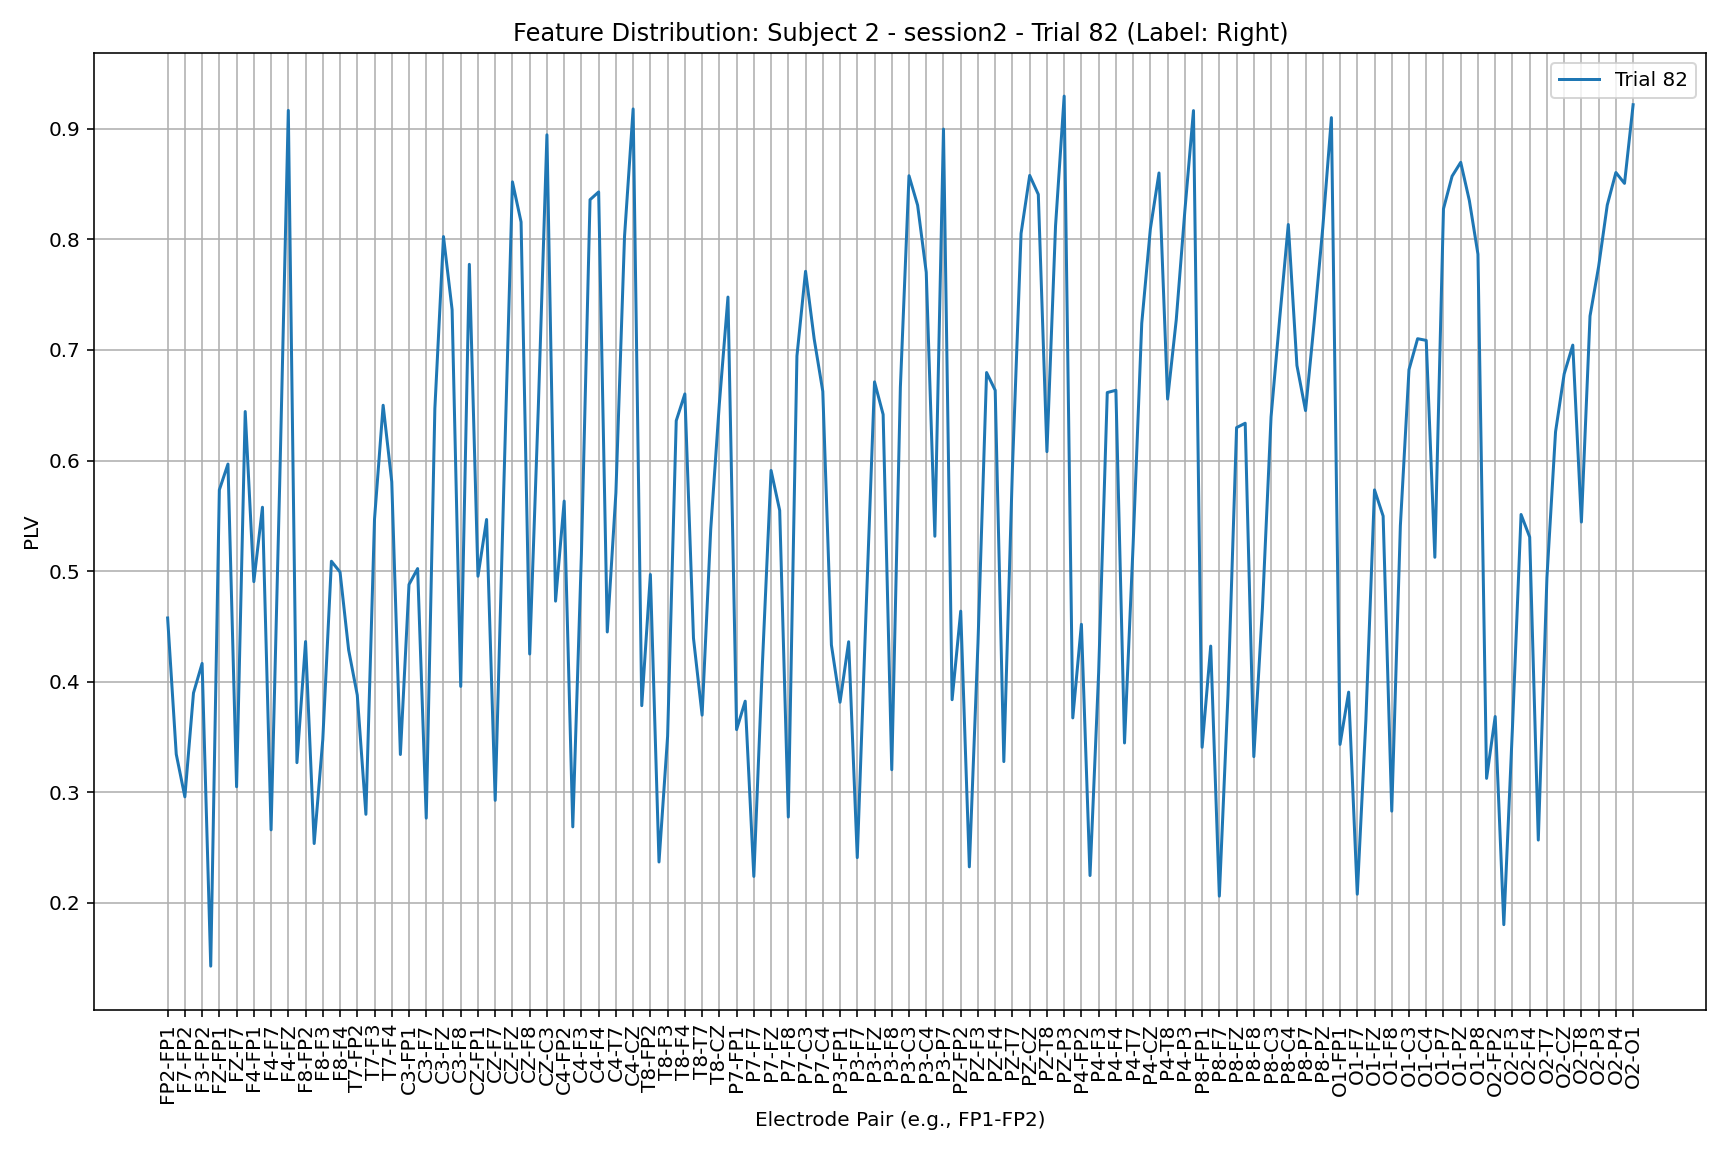 Feature Distribution: Subject 2 - session2 - Trial 82 (Label: Right)
Trial 82
PLV
0.9
0.8
0.7
0.6
0.5
0.4
0.3
0.2
FP2-FP1
F7-FP2
F3-FP2
FZ-FP1
FZ-F7
F4-FP1
F4-F7
F4-FZ
F8-FP2
F8-F3
F8-F4
T7-FP2
T7-F3
T7-F4
C3-FP1
C3-F7
C3-FZ
C3-F8
CZ-FP1
CZ-F7
CZ-FZ
CZ-F8
CZ-C3
C4-FP2
C4-F3
C4-F4
C4-T7
C4-CZ
T8-FP2
T8-F3
T8-F4
T8-T7
T8-CZ
P7-FP1
P7-F7
P7-FZ
P7-F8
P7-C3
P7-C4
P3-FP1
P3-F7
P3-FZ
P3-F8
P3-C3
P3-C4
P3-P7
PZ-FP2
PZ-F3
PZ-F4
PZ-T7
PZ-CZ
PZ-T8
PZ-P3
P4-FP2
P4-F3
P4-F4
P4-T7
P4-CZ
P4-T8
P4-P3
P8-FP1
P8-F7
P8-FZ
P8-F8
P8-C3
P8-C4
P8-P7
P8-PZ
O1-FP1
O1-F7
O1-FZ
O1-F8
O1-C3
O1-C4
O1-P7
O1-PZ
O1-P8
O2-FP2
O2-F3
O2-F4
O2-T7
O2-CZ
O2-T8
O2-P3
O2-P4
O2-O1
Electrode Pair (e.g., FP1-FP2)